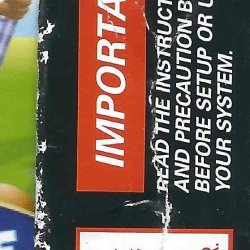 IMPORTA
READ THE INSTRUCT
AND PRECAUTION B
BEFORE SETUP OR U
YOUR SYSTEM.